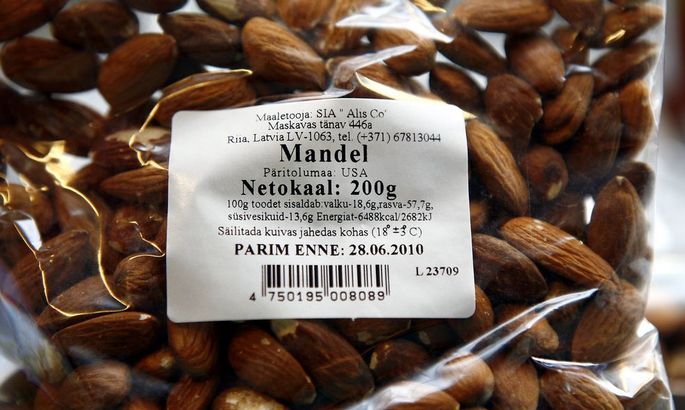 Maaletooja: SIA " Alis Co'
Maskavas tänav 446a
Riia, Latvia LV-1063, tel. (+371) 67813044
Mandel
Päritolumaa: USA
Netokaal: 200g
100g toodet sisaldab:valku-18,6g,rasva-57,7g,
süsivesikuid-13,6g Energiat-6488kcal/2682kJ
Säilitada kuivas jahedas kohas (18°±3°C)
PARIM ENNE: 28.06.2010
L 23709
4 750195 008089